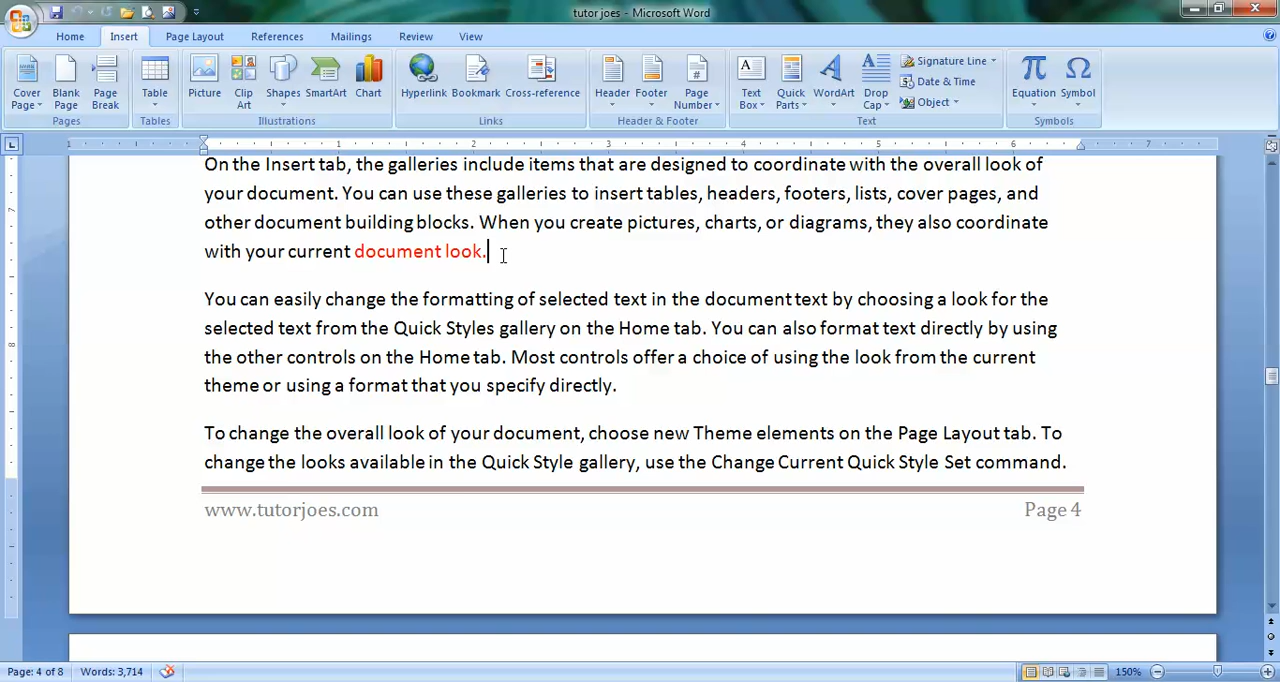 tutor joes - Microsoft Word
Home Insert Page Layout References Mailings Review View
Cover Page Blank Page Page Break Table Picture Clip Art Shapes SmartArt Chart Hyperlink Bookmark Cross-reference Header Footer Page Number Text Box Quick Parts WordArt Drop Cap Signature Line Date & Time Object Equation Symbol
Pages Tables Illustrations Links Header & Footer Text Symbols
1 1 2 3 4 5 6 7
On the Insert tab, the galleries include items that are designed to coordinate with the overall look of
your document. You can use these galleries to insert tables, headers, footers, lists, cover pages, and
other document building blocks. When you create pictures, charts, or diagrams, they also coordinate
with your current document look.
You can easily change the formatting of selected text in the document text by choosing a look for the
selected text from the Quick Styles gallery on the Home tab. You can also format text directly by using
the other controls on the Home tab. Most controls offer a choice of using the look from the current
theme or using a format that you specify directly.
To change the overall look of your document, choose new Theme elements on the Page Layout tab. To
change the looks available in the Quick Style gallery, use the Change Current Quick Style Set command.
www.tutorjoes.com Page 4
7
8
Page: 4 of 8 Words: 3,714 150%